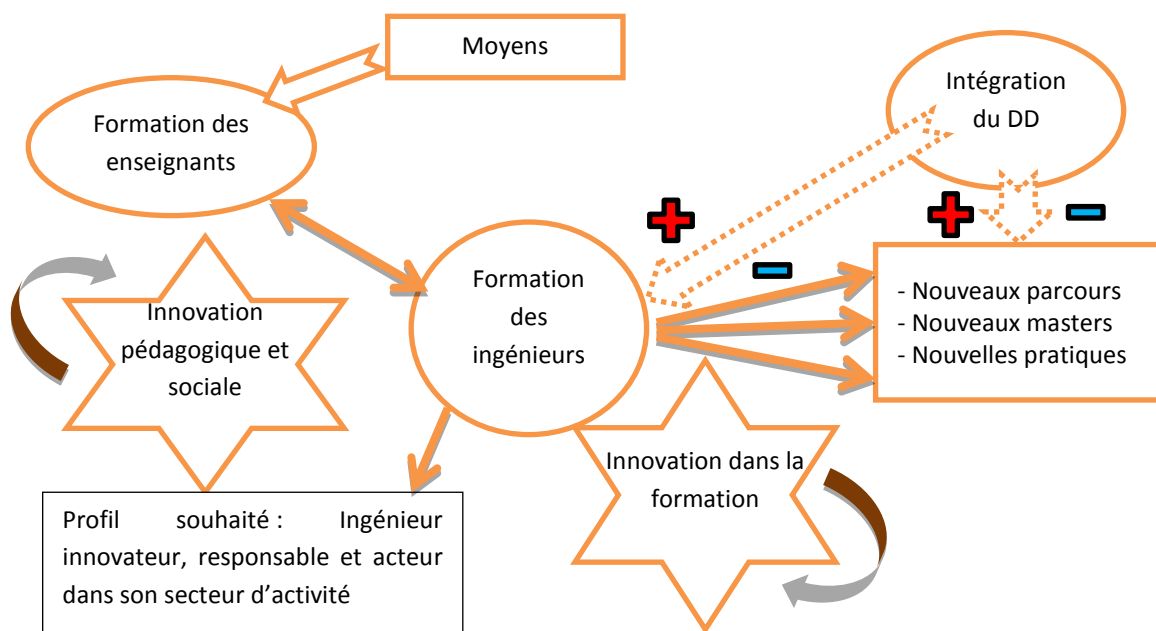 Moyens
Intégration
du DD
Formation des
enseignants
Formation
des
ingénieurs
- Nouveaux parcours
- Nouveaux masters
- Nouvelles pratiques
Innovation
pédagogique et
sociale
Innovation dans la
formation
Profil souhaité : Ingénieur
innovateur, responsable et acteur
dans son secteur d’activité